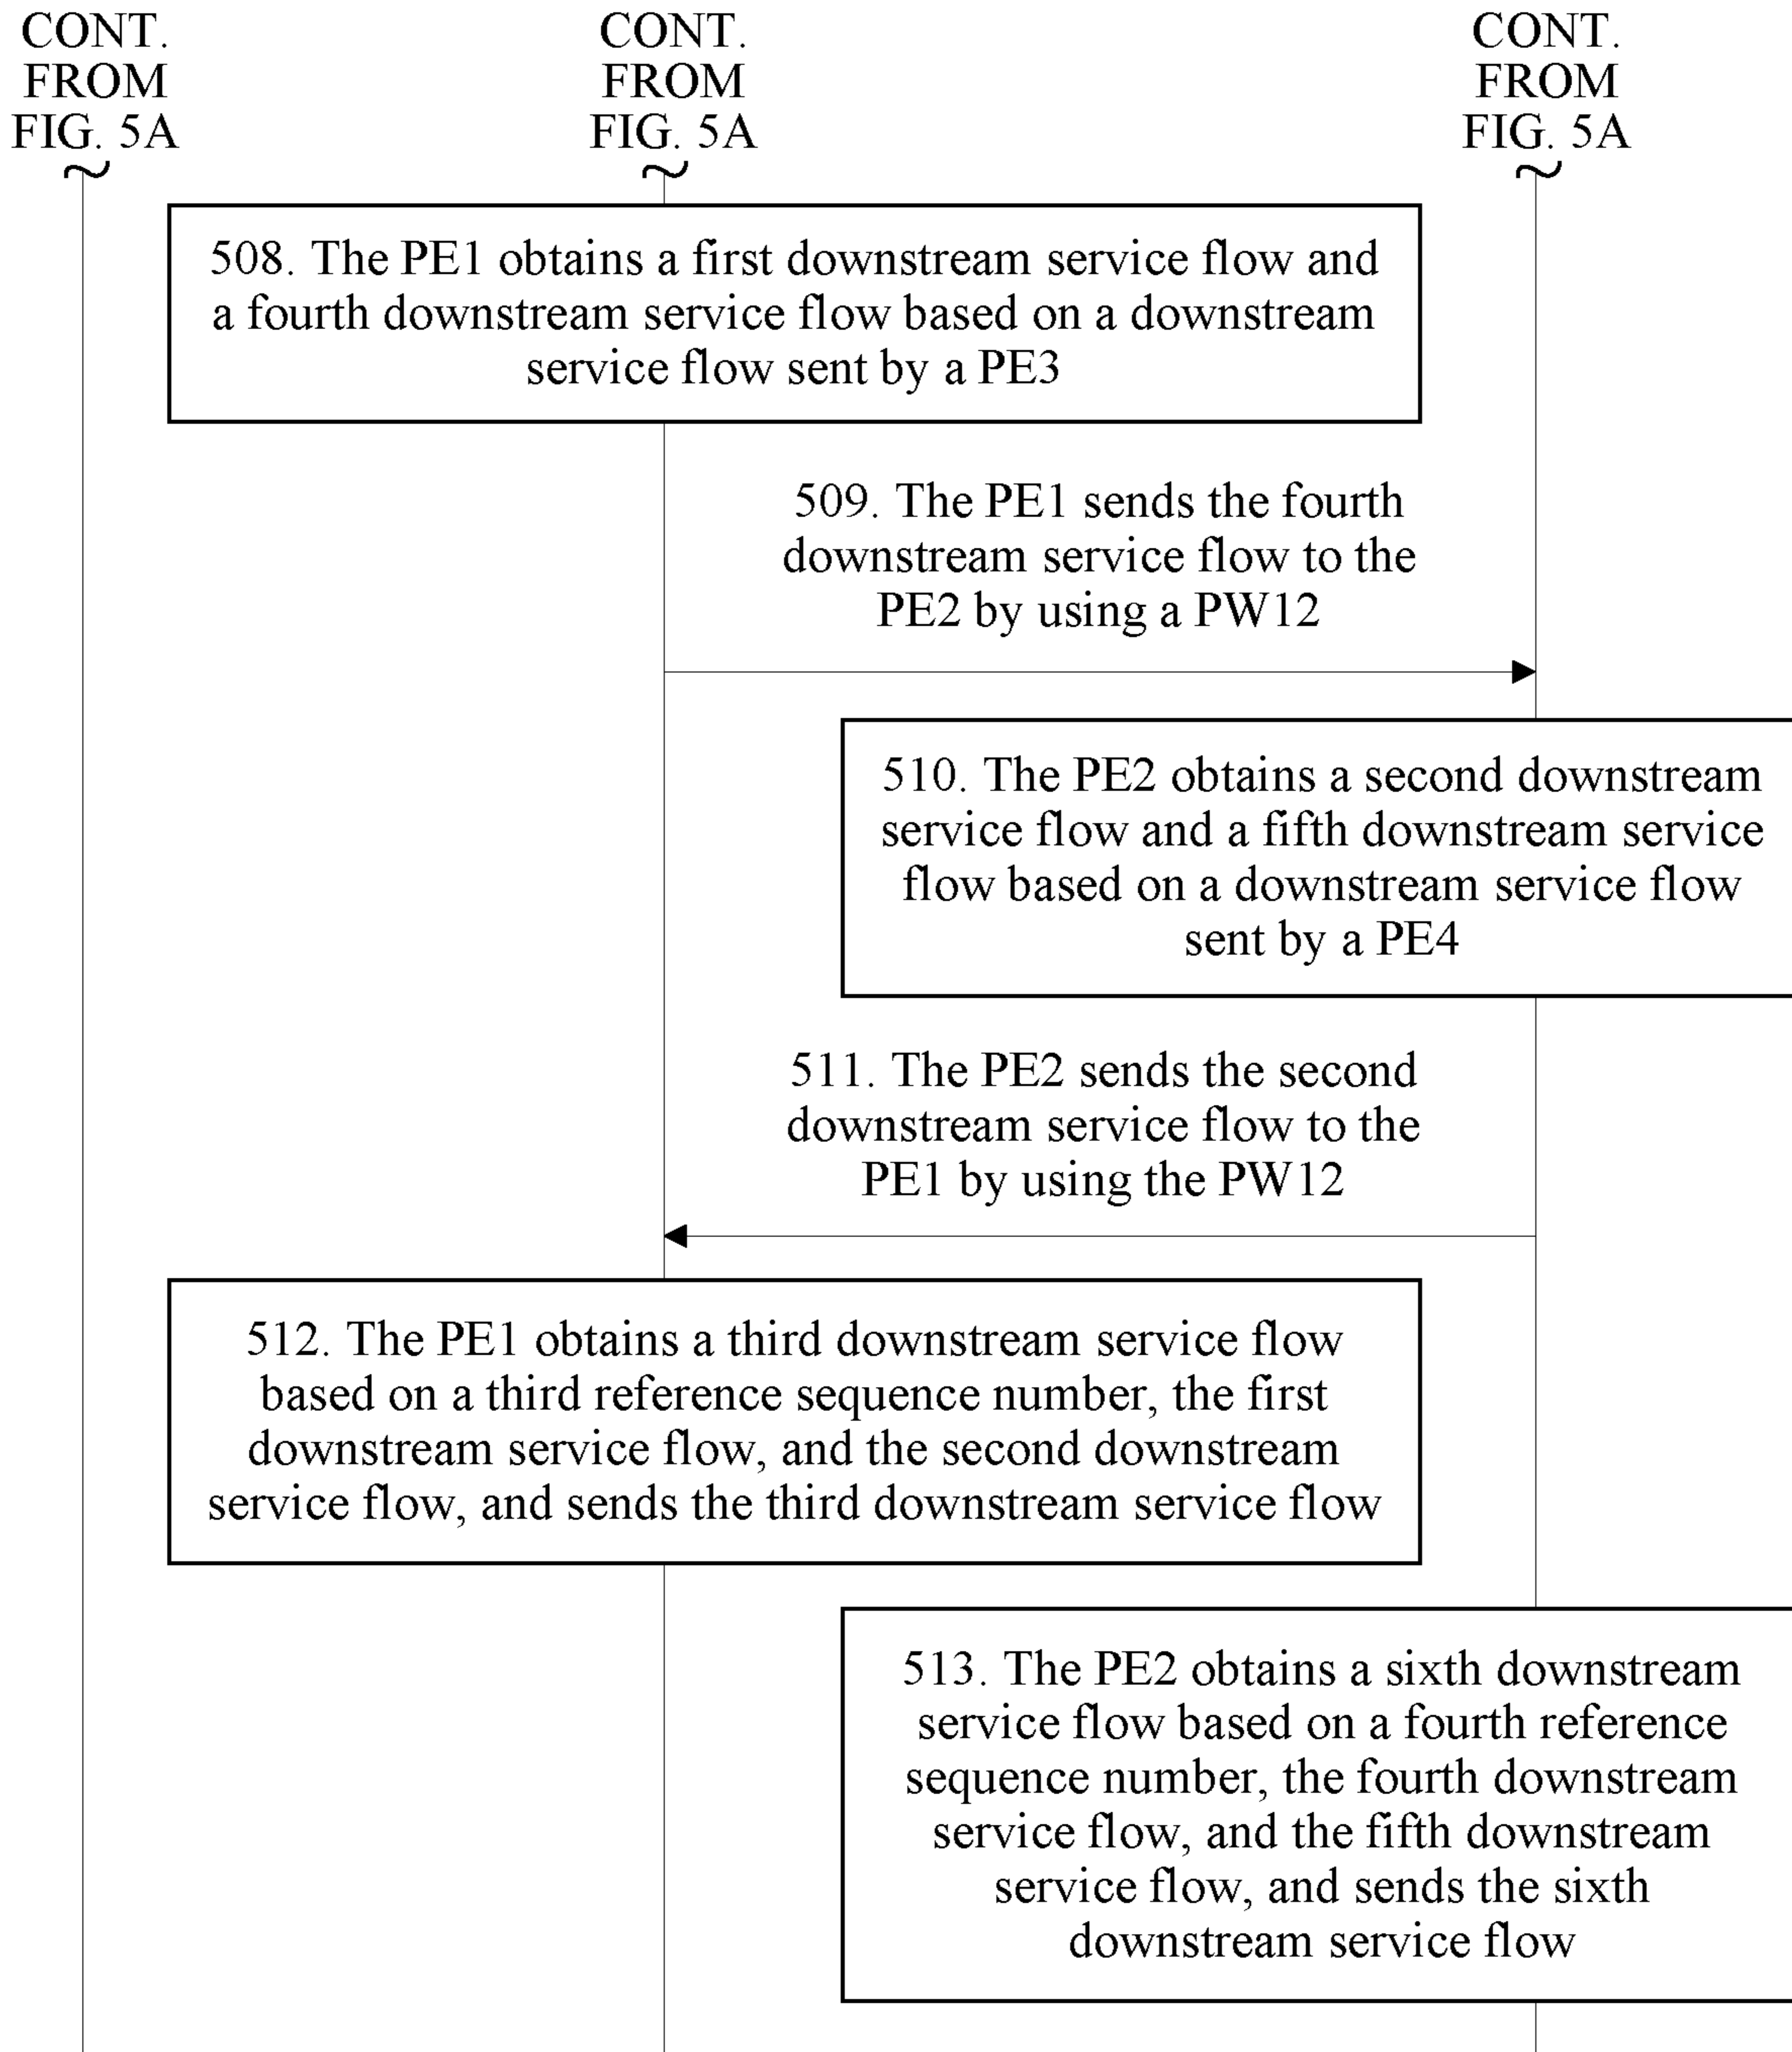 CONT.
FROM
FIG. 5A
CONT.
FROM
FIG. 5A
CONT.
FROM
FIG. 5A
508. The PE1 obtains a first downstream service flow and
a fourth downstream service flow based on a downstream
service flow sent by a PE3
509. The PE1 sends the fourth
downstream service flow to the
PE2 by using a PW12
510. The PE2 obtains a second downstream
service flow and a fifth downstream service
flow based on a downstream service flow
sent by a PE4
511. The PE2 sends the second
downstream service flow to the
PE1 by using the PW12
512. The PE1 obtains a third downstream service flow
based on a third reference sequence number, the first
downstream service flow, and the second downstream
service flow, and sends the third downstream service flow
513. The PE2 obtains a sixth downstream
service flow based on a fourth reference
sequence number, the fourth downstream
service flow, and the fifth downstream
service flow, and sends the sixth
downstream service flow